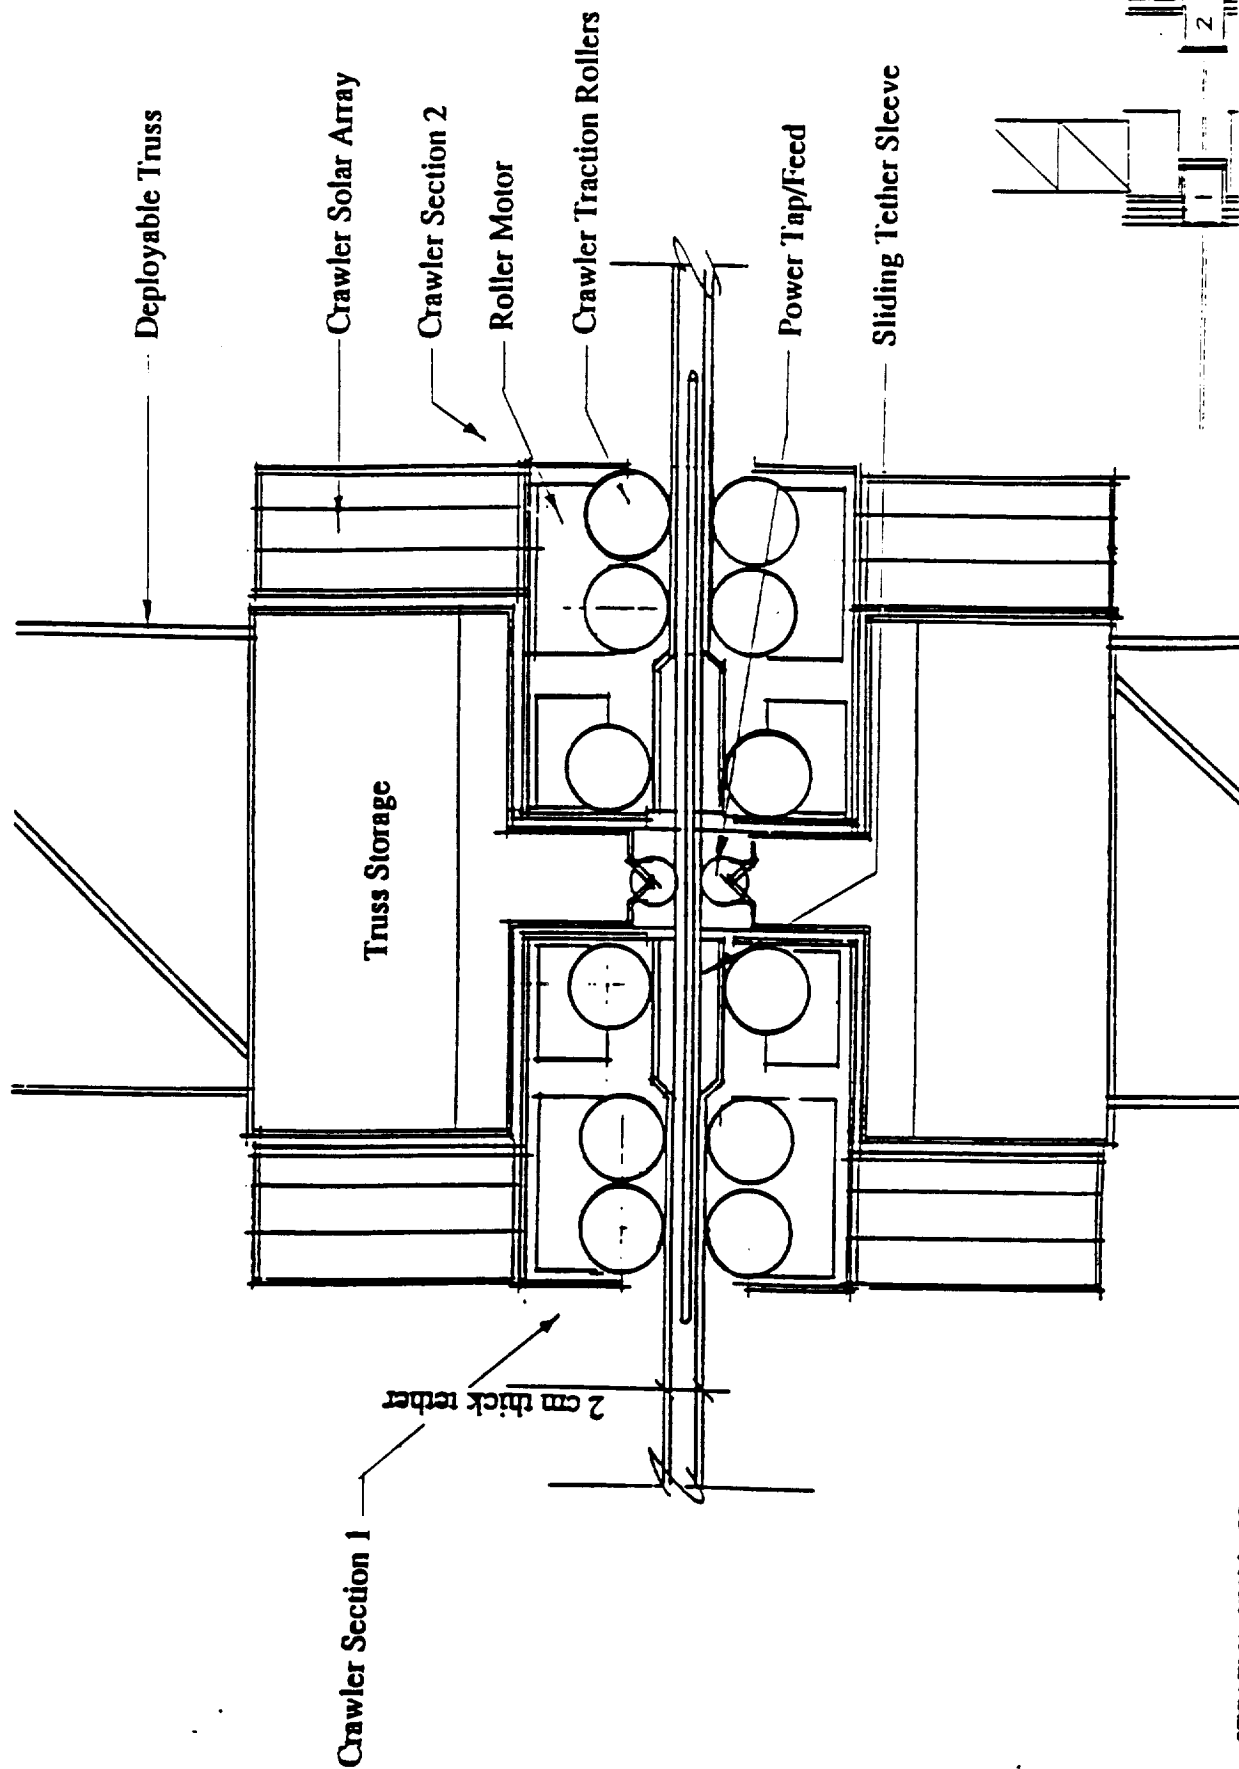 Deployable Truss
Crawler Solar Array
Crawler Section 2
Roller Motor
Crawler Traction Rollers
Power Tap/Feed
Sliding Tether Sleeve
Truss Storage
2 cm thick tether
Crawler Section 1
1
2